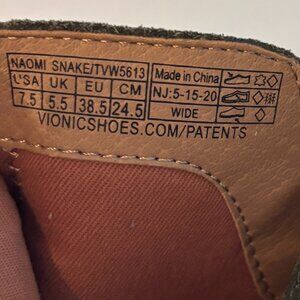 NAOMI SNAKE/TVW5613
USA UK EU CM
7.5 5.5 38.5 24.5
Made in China
NJ:5-15-20
WIDE
VIONICSHOES.COM/PATENTS